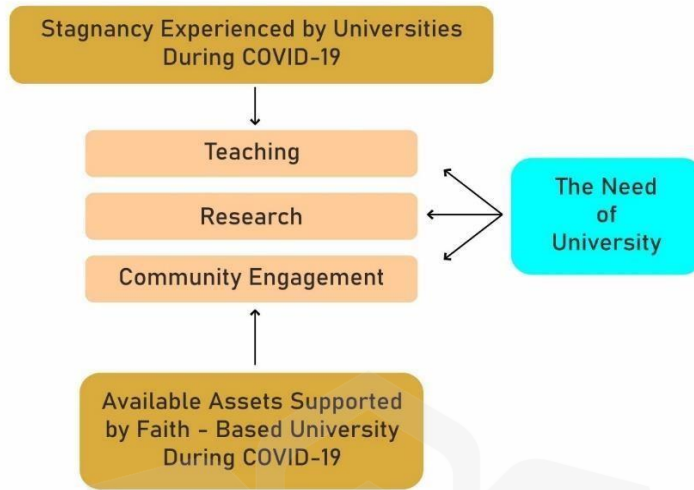 Stagnancy Experienced by Universities
During COVID-19
Teaching
Research
Community Engagement
The Need
of
University
Available Assets Supported
by Faith - Based University
During COVID-19